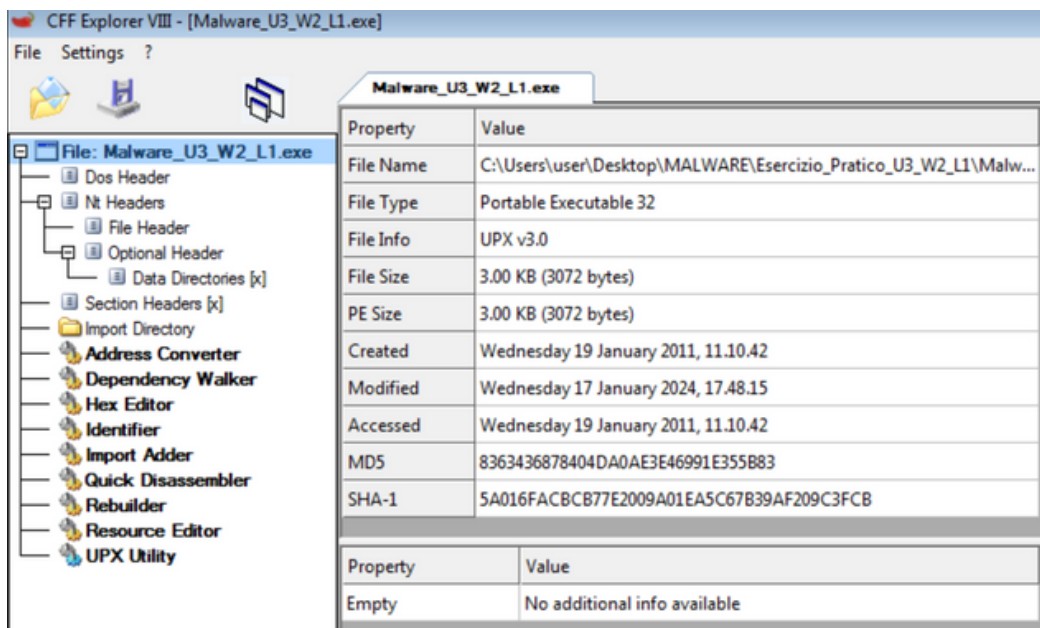 CFF Explorer VIII - [Malware_U3_W2_L1.exe]
File Settings ?
Malware_U3_W2_L1.exe
File: Malware_U3_W2_L1.exe
Dos Header
Nt Headers
File Header
Optional Header
Data Directories [x]
Section Headers [x]
Import Directory
Address Converter
Dependency Walker
Hex Editor
Identifier
Import Adder
Quick Disassembler
Rebuilder
Resource Editor
UPX Utility
Property Value
File Name C:\Users\user\Desktop\MALWARE\Esercizio_Pratico_U3_W2_L1\Malw...
File Type Portable Executable 32
File Info UPX v3.0
File Size 3.00 KB (3072 bytes)
PE Size 3.00 KB (3072 bytes)
Created Wednesday 19 January 2011, 11.10.42
Modified Wednesday 17 January 2024, 17.48.15
Accessed Wednesday 19 January 2011, 11.10.42
MD5 8363436878404DA0AE3E46991E355B83
SHA-1 5A016FACBCB77E2009A01EA5C67B39AF209C3FCB
Property Value
Empty No additional info available